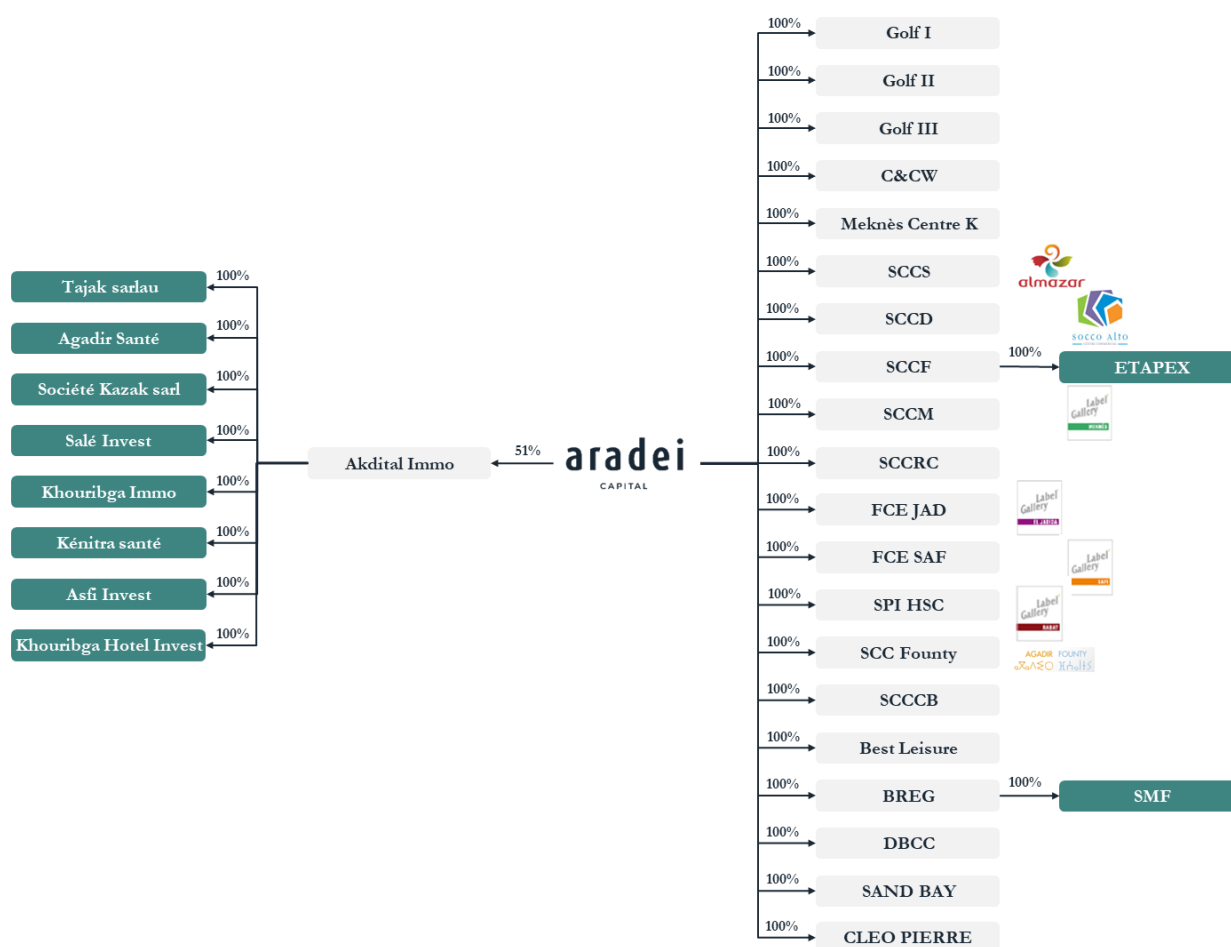 100%
Golf I
100%
Golf II
100%
Golf III
100%
C&CW
100%
Meknès Centre K
100%
SCCS
almazar
100%
SCCD
SOCCO ALTO
100%
SCCF
100%
ETAPEX
100%
SCCM
Label
Gallery
100%
SCCRC
100%
FCE JAD
Label
Gallery
EL JADIDA
100%
FCE SAF
Label
Gallery
SAFI
100%
SPI HSC
Label
Gallery
RABAT
100%
SCC Founty
AGADIR FOUNTY
100%
SCCCB
100%
Best Leisure
100%
BREG
100%
SMF
100%
DBCC
100%
SAND BAY
100%
CLEO PIERRE
aradei
CAPITAL
51%
Akdital Immo
100%
Tajak sarlau
100%
Agadir Santé
100%
Société Kazak sarl
100%
Salé Invest
100%
Khouribga Immo
100%
Kénitra santé
100%
Asfi Invest
100%
Khouribga Hotel Invest